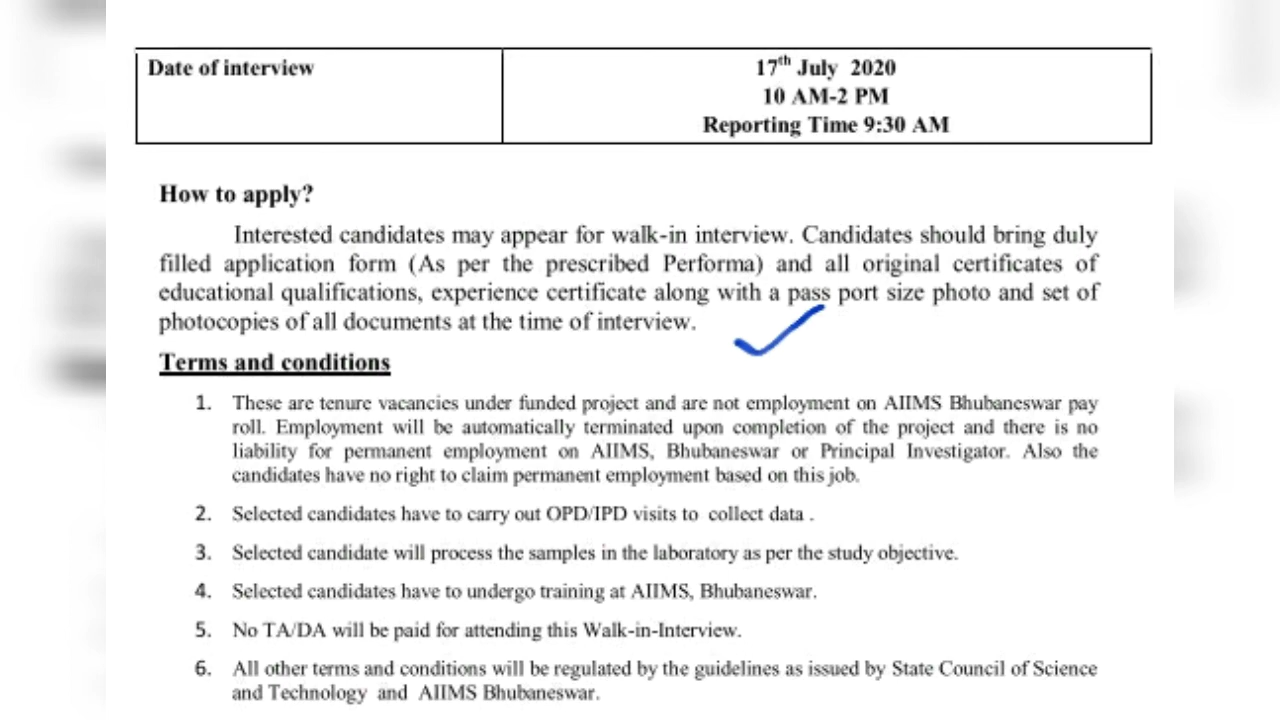 Date of interview
17th July 2020
10 AM-2 PM
Reporting Time 9:30 AM
How to apply?
Interested candidates may appear for walk-in interview. Candidates should bring duly
filled application form (As per the prescribed Performa) and all original certificates of
educational qualifications, experience certificate along with a pass port size photo and set of
photocopies of all documents at the time of interview.
Terms and conditions
1. These are tenure vacancies under funded project and are not employment on AIIMS Bhubaneswar pay
roll. Employment will be automatically terminated upon completion of the project and there is no
liability for permanent employment on AIIMS, Bhubaneswar or Principal Investigator. Also the
candidates have no right to claim permanent employment based on this job.
2. Selected candidates have to carry out OPD/IPD visits to collect data .
3. Selected candidate will process the samples in the laboratory as per the study objective.
4. Selected candidates have to undergo training at AIIMS, Bhubaneswar.
5. No TA/DA will be paid for attending this Walk-in-Interview.
6. All other terms and conditions will be regulated by the guidelines as issued by State Council of Science
and Technology and AIIMS Bhubaneswar.